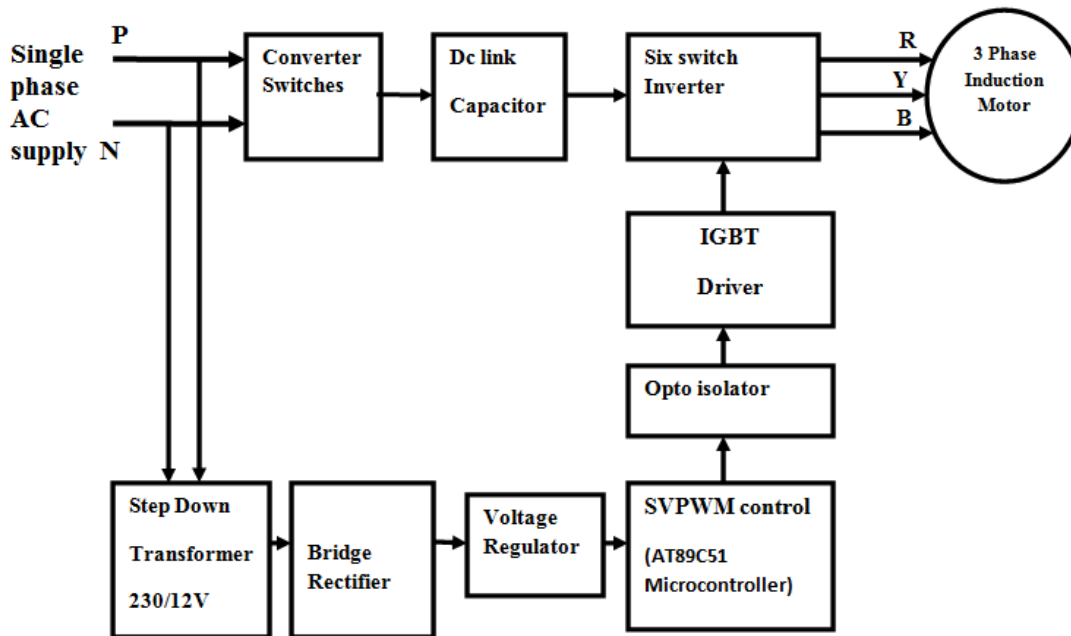 Single
phase
AC
supply N
P
Converter
Switches
Dc link
Capacitor
Six switch
Inverter
R
Y
B
3 Phase
Induction
Motor
IGBT
Driver
Opto isolator
Step Down
Transformer
230/12V
Bridge
Rectifier
Voltage
Regulator
SVPWM control
(AT89C51
Microcontroller)